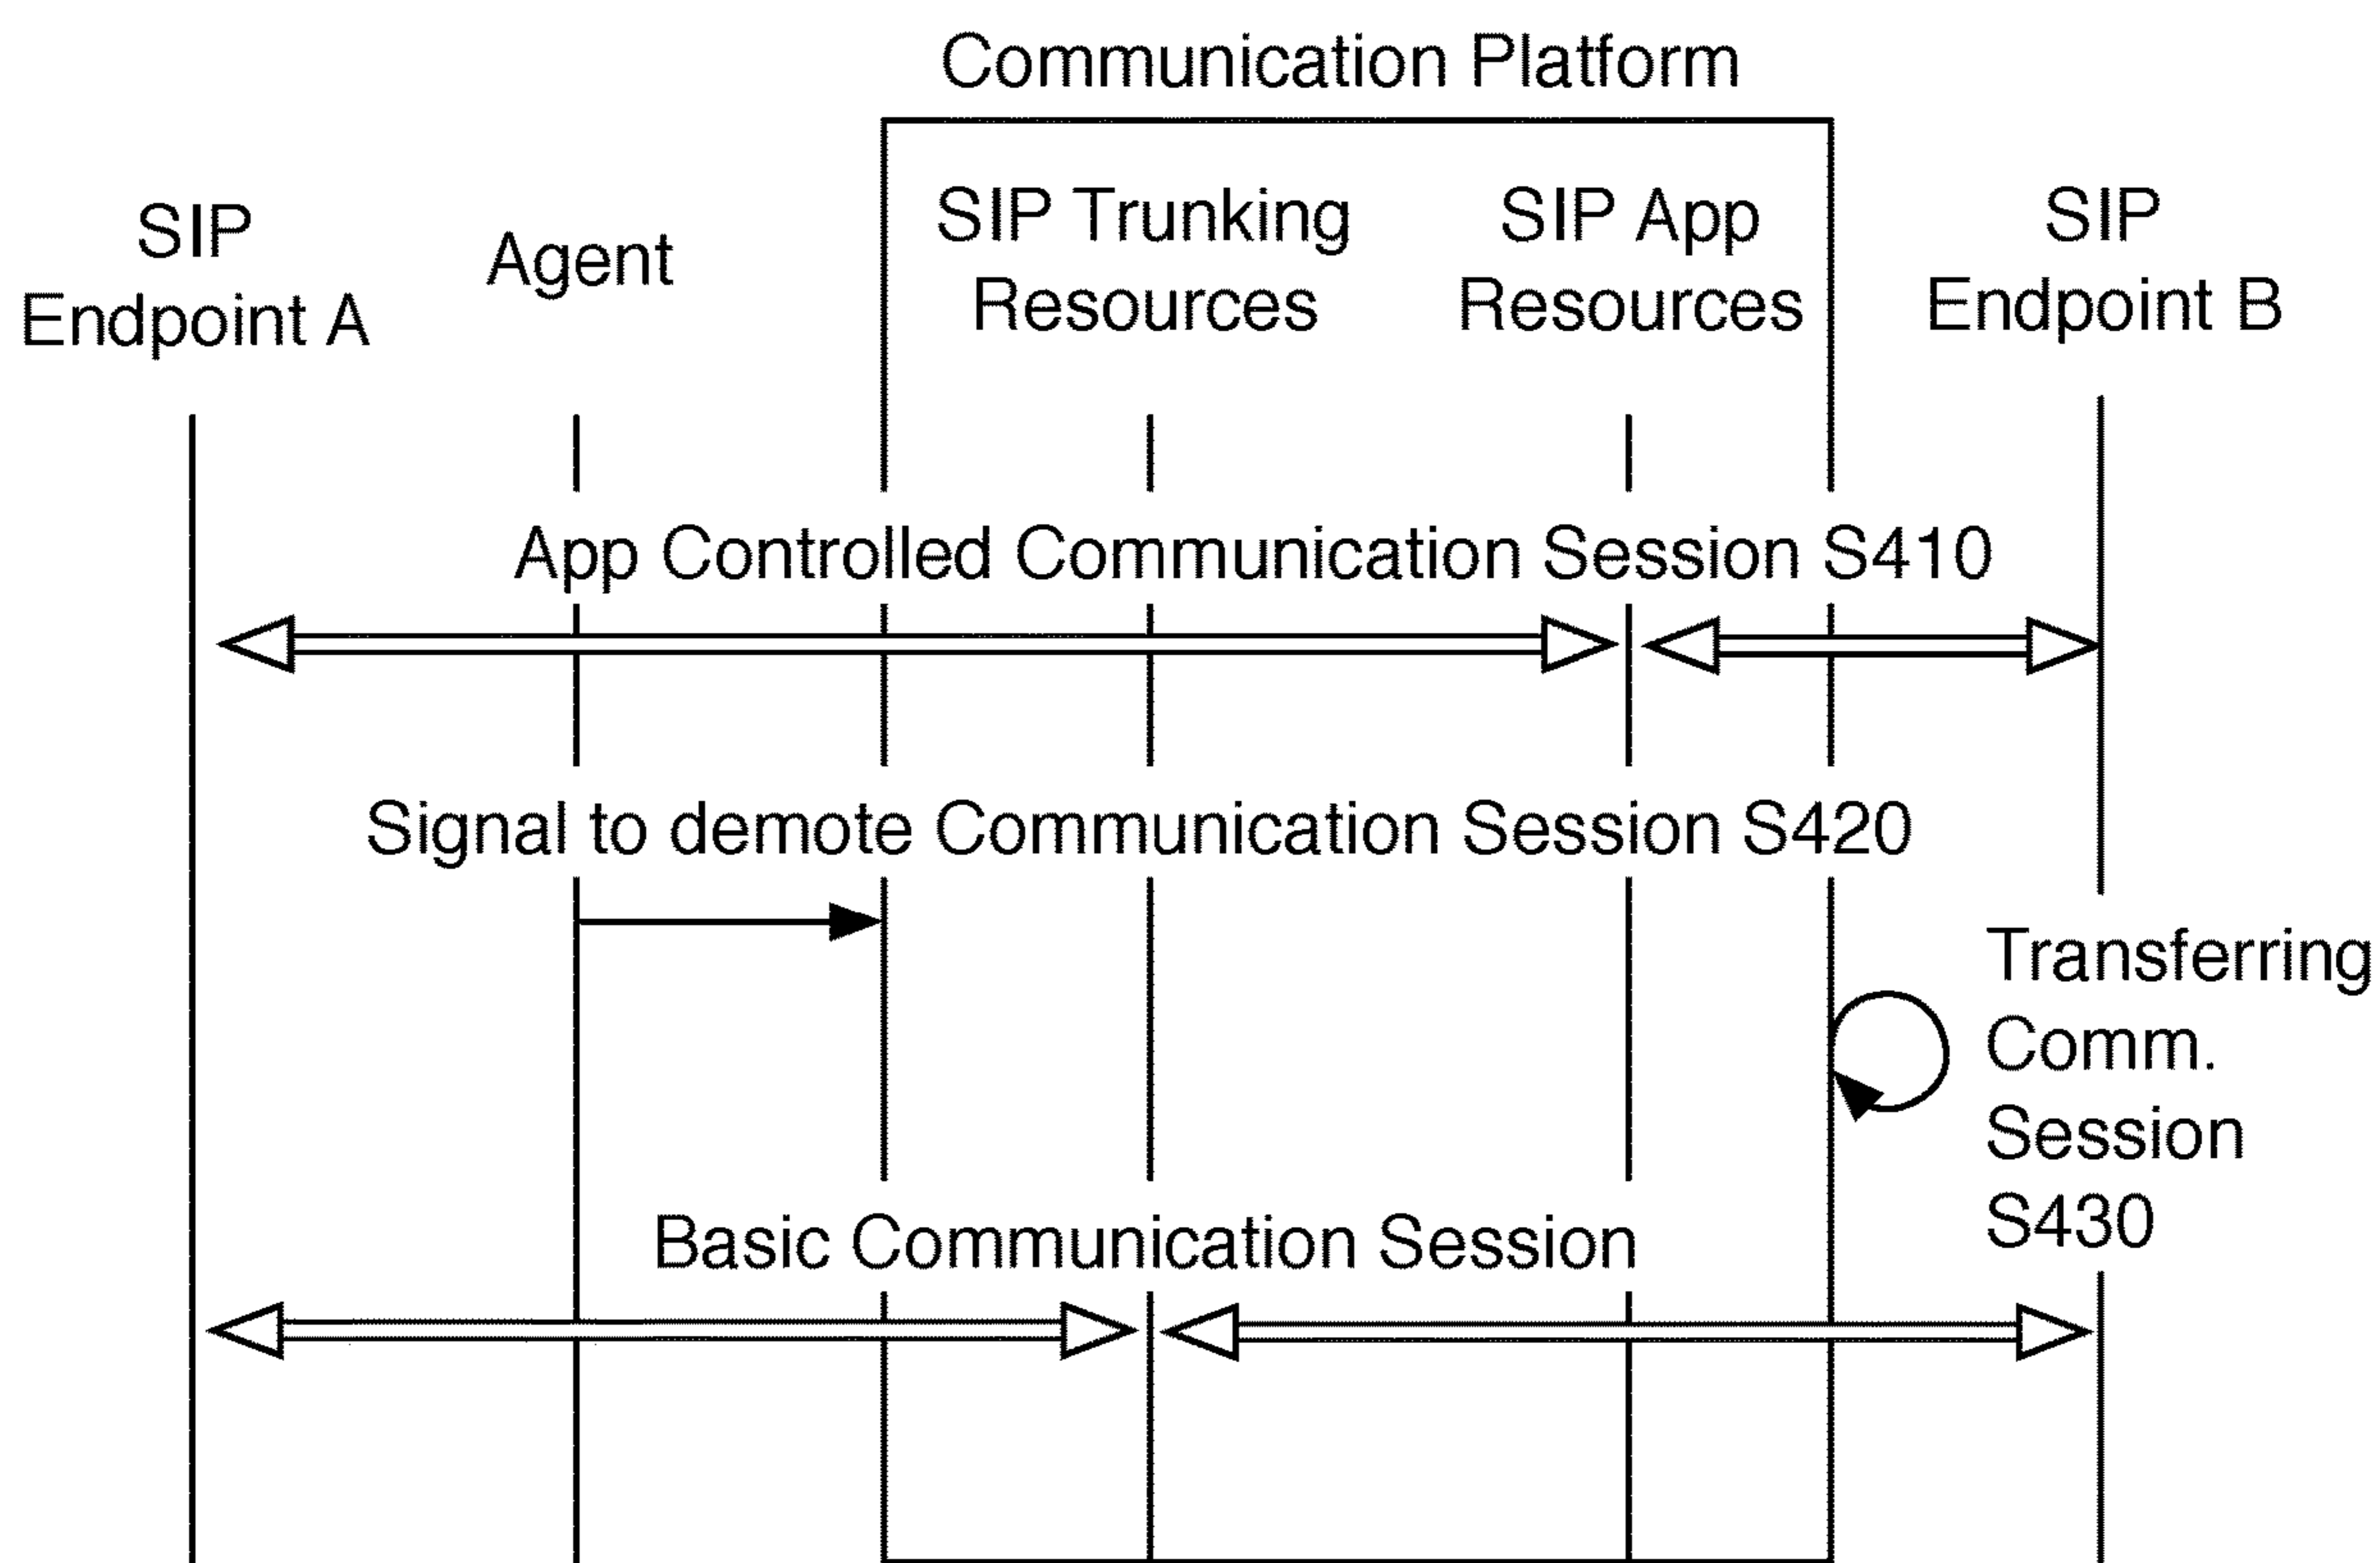 Communication Platform
SIP
Endpoint A
Agent
SIP Trunking
Resources
SIP App
Resources
SIP
Endpoint B
App Controlled Communication Session S410
Signal to demote Communication Session S420
Transferring
Comm.
Session
S430
Basic Communication Session